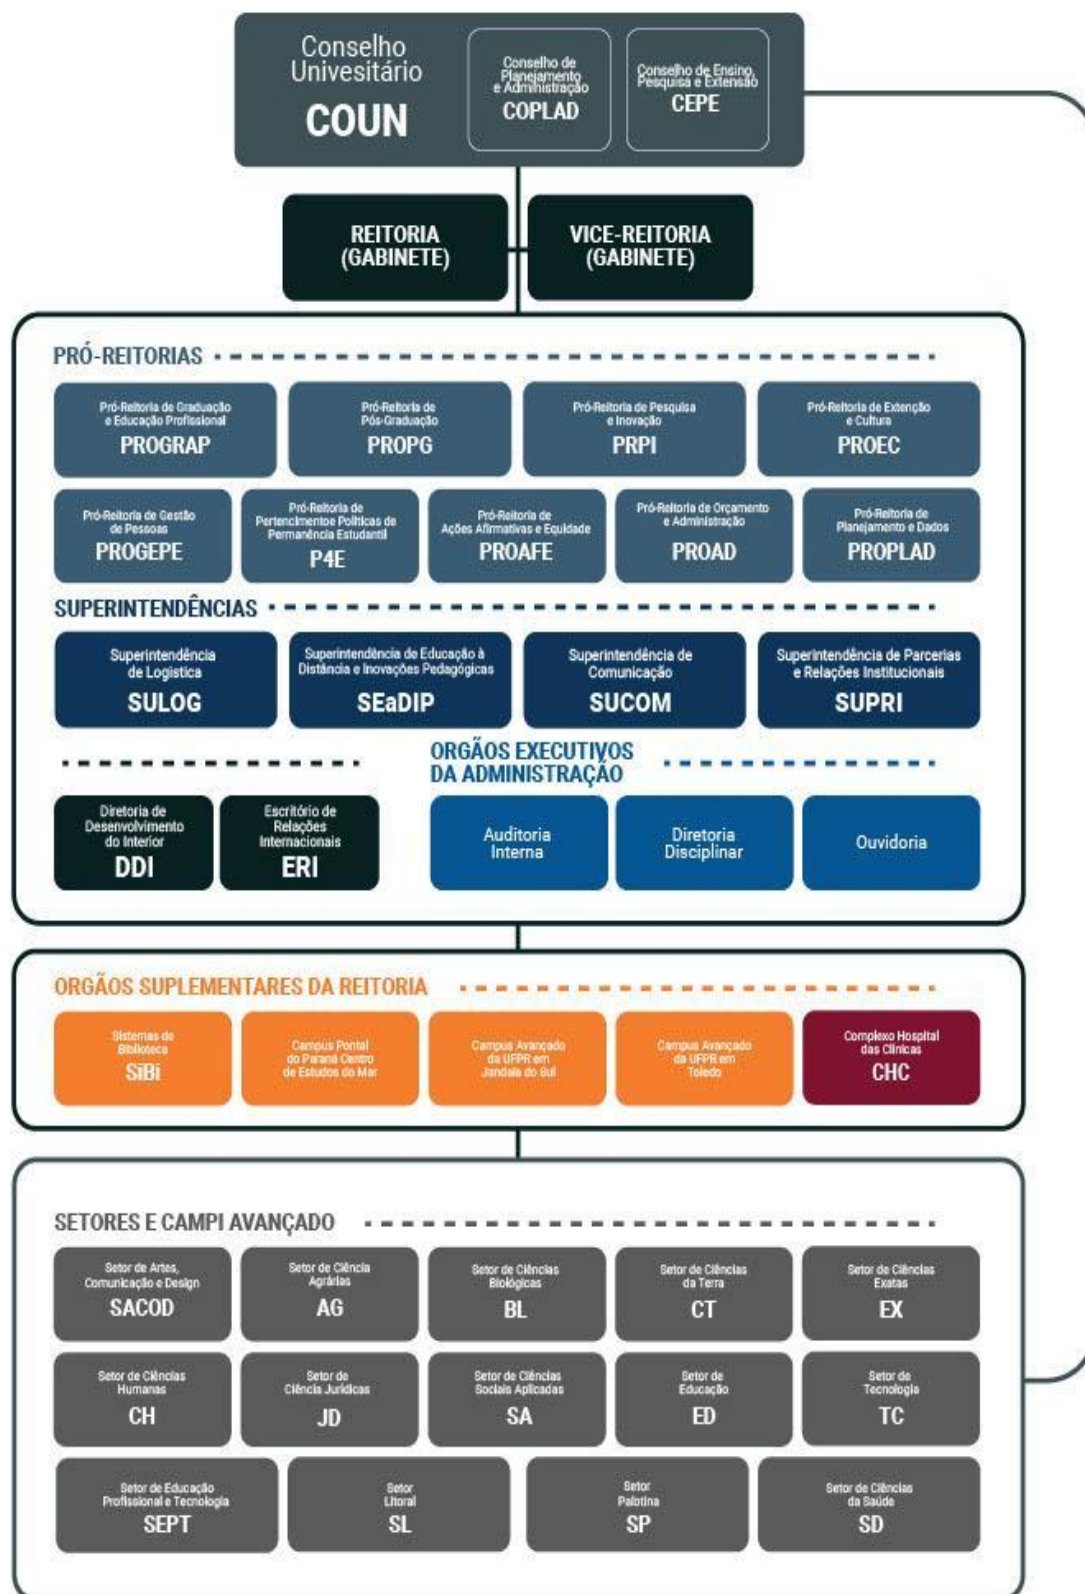 Conselho
Univesitário
COUN
Conselho de
Planejamento
e Administração
COPLAD
Conselho de Ensino,
Pesquisa e Extensão
CEPE
REITORIA
(GABINETE)
VICE-REITORIA
(GABINETE)
PRÓ-REITORIAS
Pró-Reitoria de Graduação
e Educação Profissional
PROGRAP
Pró-Reitoria de
Pós-Graduação
PROPG
Pró-Reitoria de Pesquisa
e Inovação
PRPI
Pró-Reitoria de Extenção
e Cultura
PROEC
Pró-Reitoria de Gestão
de Pessoas
PROGEPE
Pró-Reitoria de
Pertencimentoe Políticas de
Permanência Estudantil
P4E
Pró-Reitoria de
Ações Afirmativas e Equidade
PROAFE
Pró-Reitoria de Orçamento
e Administração
PROAD
Pró-Reitoria de
Planejamento e Dados
PROPLAD
SUPERINTENDÊNCIAS
Superintendência
de Logística
SULOG
Superintendência de Educação à
Distância e Inovações Pedagógicas
SEaDIP
Superintendência de
Comunicação
SUCOM
Superintendência de Parcerias
e Relações Institucionais
SUPRI
ORGÃOS EXECUTIVOS
DA ADMINISTRAÇÃO
Diretoria de
Desenvolvimento
do Interior
DDI
Escritório de
Relações
Internacionais
ERI
Auditoria
Interna
Diretoria
Disciplinar
Ouvidoria
ORGÃOS SUPLEMENTARES DA REITORIA
Sistemas de
Biblioteca
SiBi
Campus Pontal
do Paraná Centro
de Estudos do Mar
Campus Avançado
da UFPR em
Jandaia do Sul
Campus Avançado
da UFPR em
Toledo
Complexo Hospital
das Clínicas
CHC
SETORES E CAMPI AVANÇADO
Setor de Artes,
Comunicação e Design
SACOD
Setor de Ciência
Agrárias
AG
Setor de Ciências
Biológicas
BL
Setor de Ciências
da Terra
CT
Setor de Ciências
Exatas
EX
Setor de Ciências
Humanas
CH
Setor de
Ciência Jurídicas
JD
Setor de Ciências
Sociais Aplicadas
SA
Setor de
Educação
ED
Setor de
Tecnologia
TC
Setor de Educação
Profissional e Tecnologia
SEPT
Setor
Litoral
SL
Setor
Palotina
SP
Setor de Ciências
da Saúde
SD